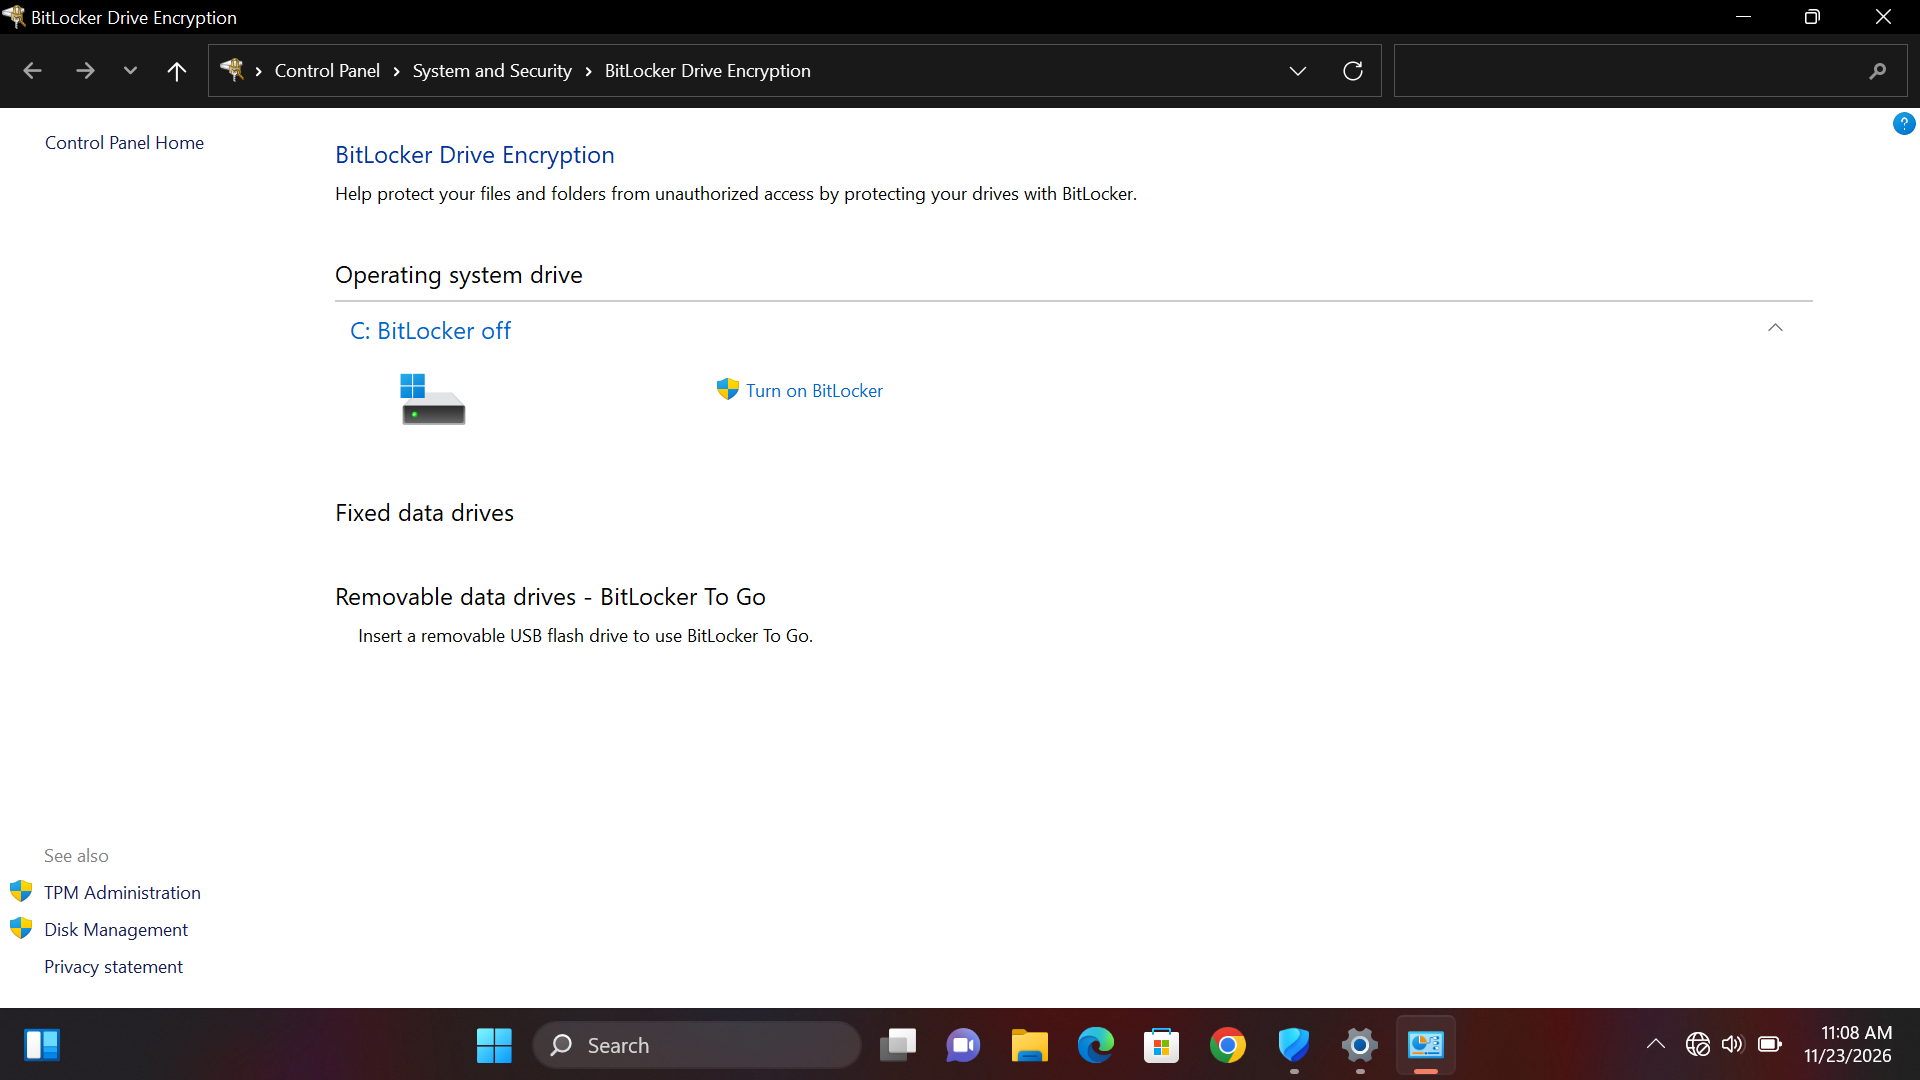 BitLocker Drive Encryption
Control Panel
System and Security
BitLocker Drive Encryption
Control Panel Home
BitLocker Drive Encryption
Help protect your files and folders from unauthorized access by protecting your drives with BitLocker.
Operating system drive
C: BitLocker off
Turn on BitLocker
Fixed data drives
Removable data drives - BitLocker To Go
Insert a removable USB flash drive to use BitLocker To Go.
See also
TPM Administration
Disk Management
Privacy statement
Search
11:08 AM
11/23/2026